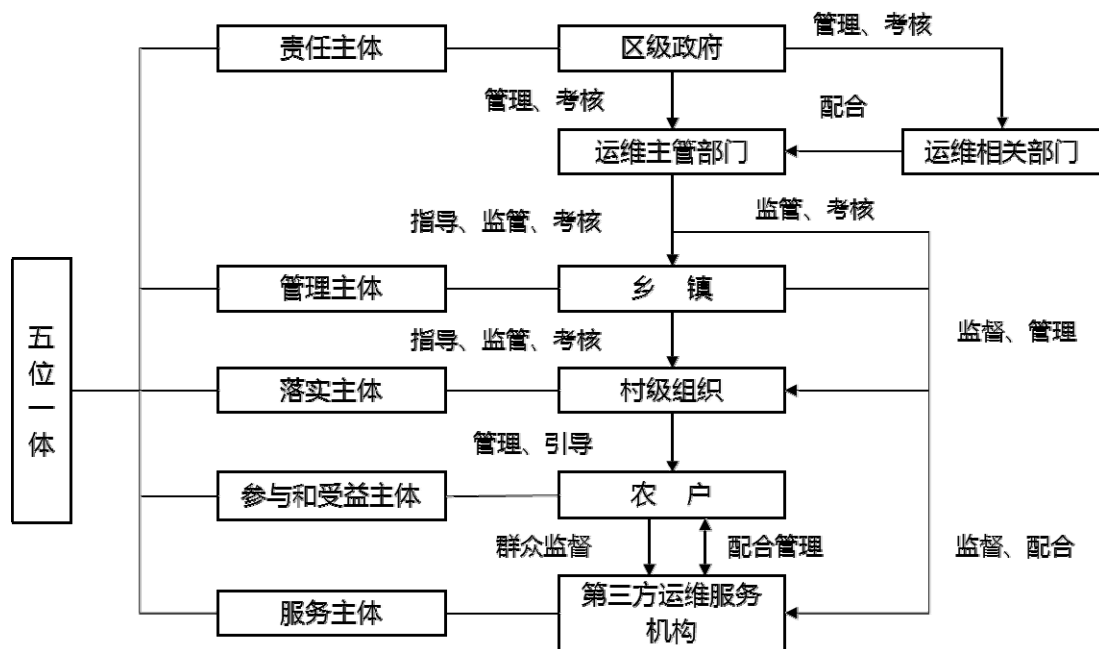 责任主体
区级政府
管理、考核
管理、考核
配合
运维主管部门
运维相关部门
指导、监管、考核
监管、考核
五位一体
管理主体
乡 镇
指导、监管、考核
监督、管理
落实主体
村级组织
管理、引导
参与和受益主体
农 户
群众监督
配合管理
监督、配合
服务主体
第三方运维服务
机构